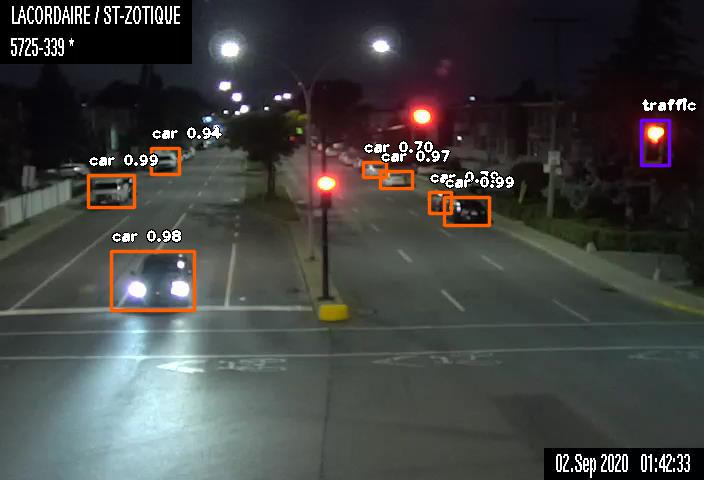 LACORDAIRE / ST-ZOTIQUE
5725-339 *
car 0.94
car 0.99
car 0.70
car 0.97
car 0.99
car 0.98
traffic
02.Sep 2020 01:42:33